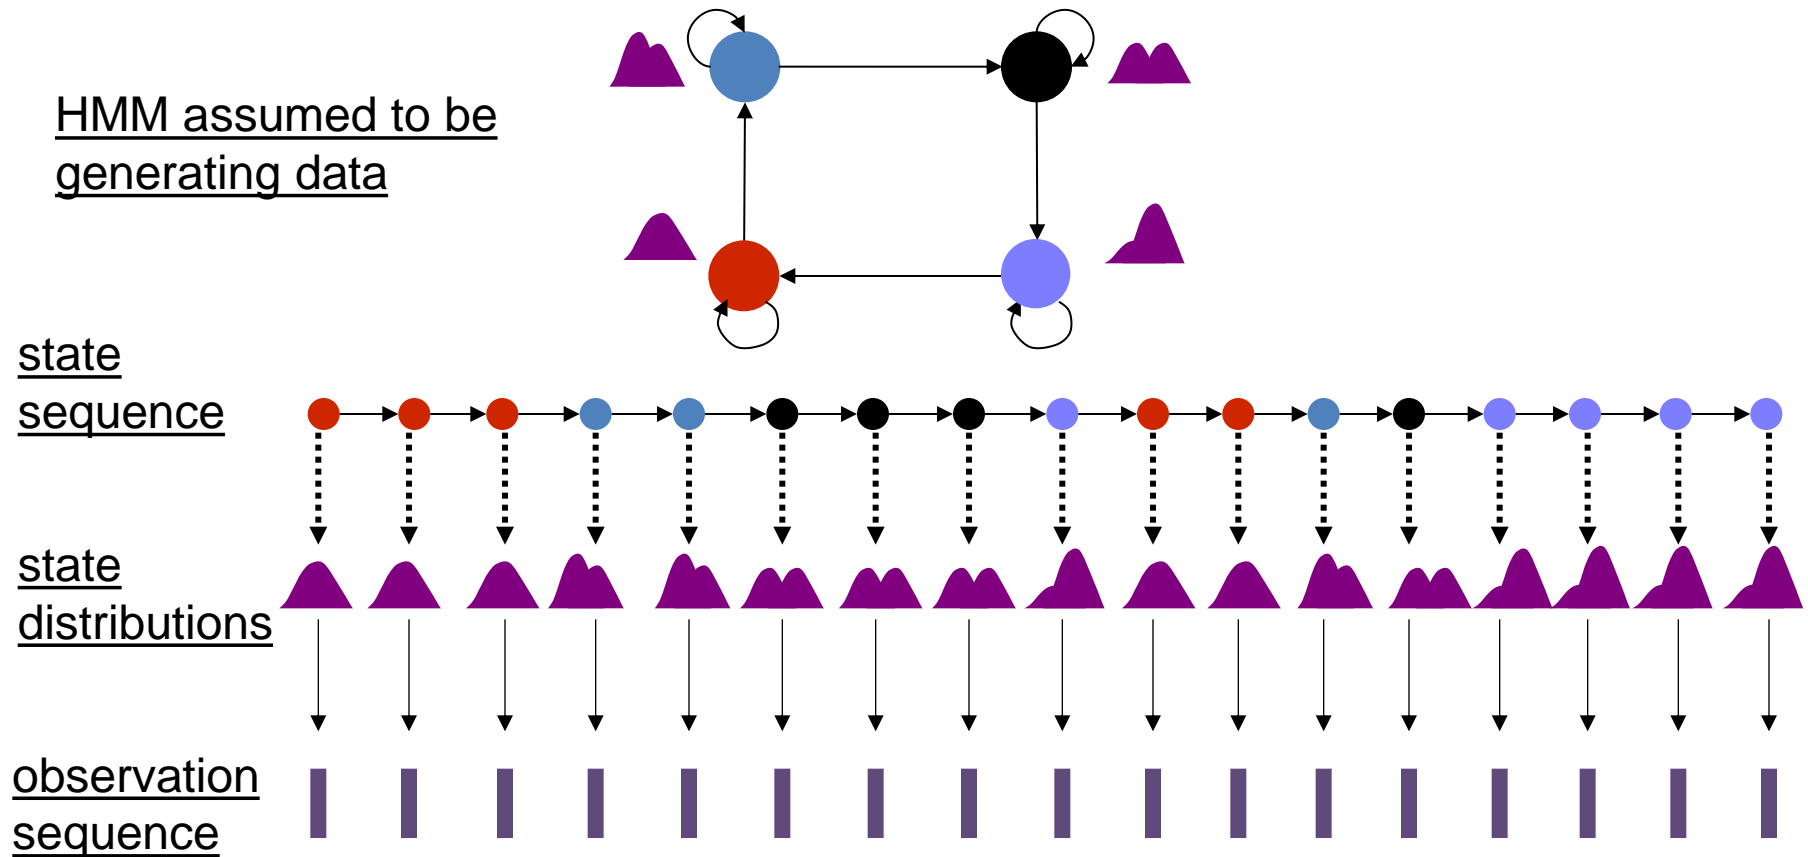 HMM assumed to be
generating data
state
sequence
state
distributions
observation
sequence